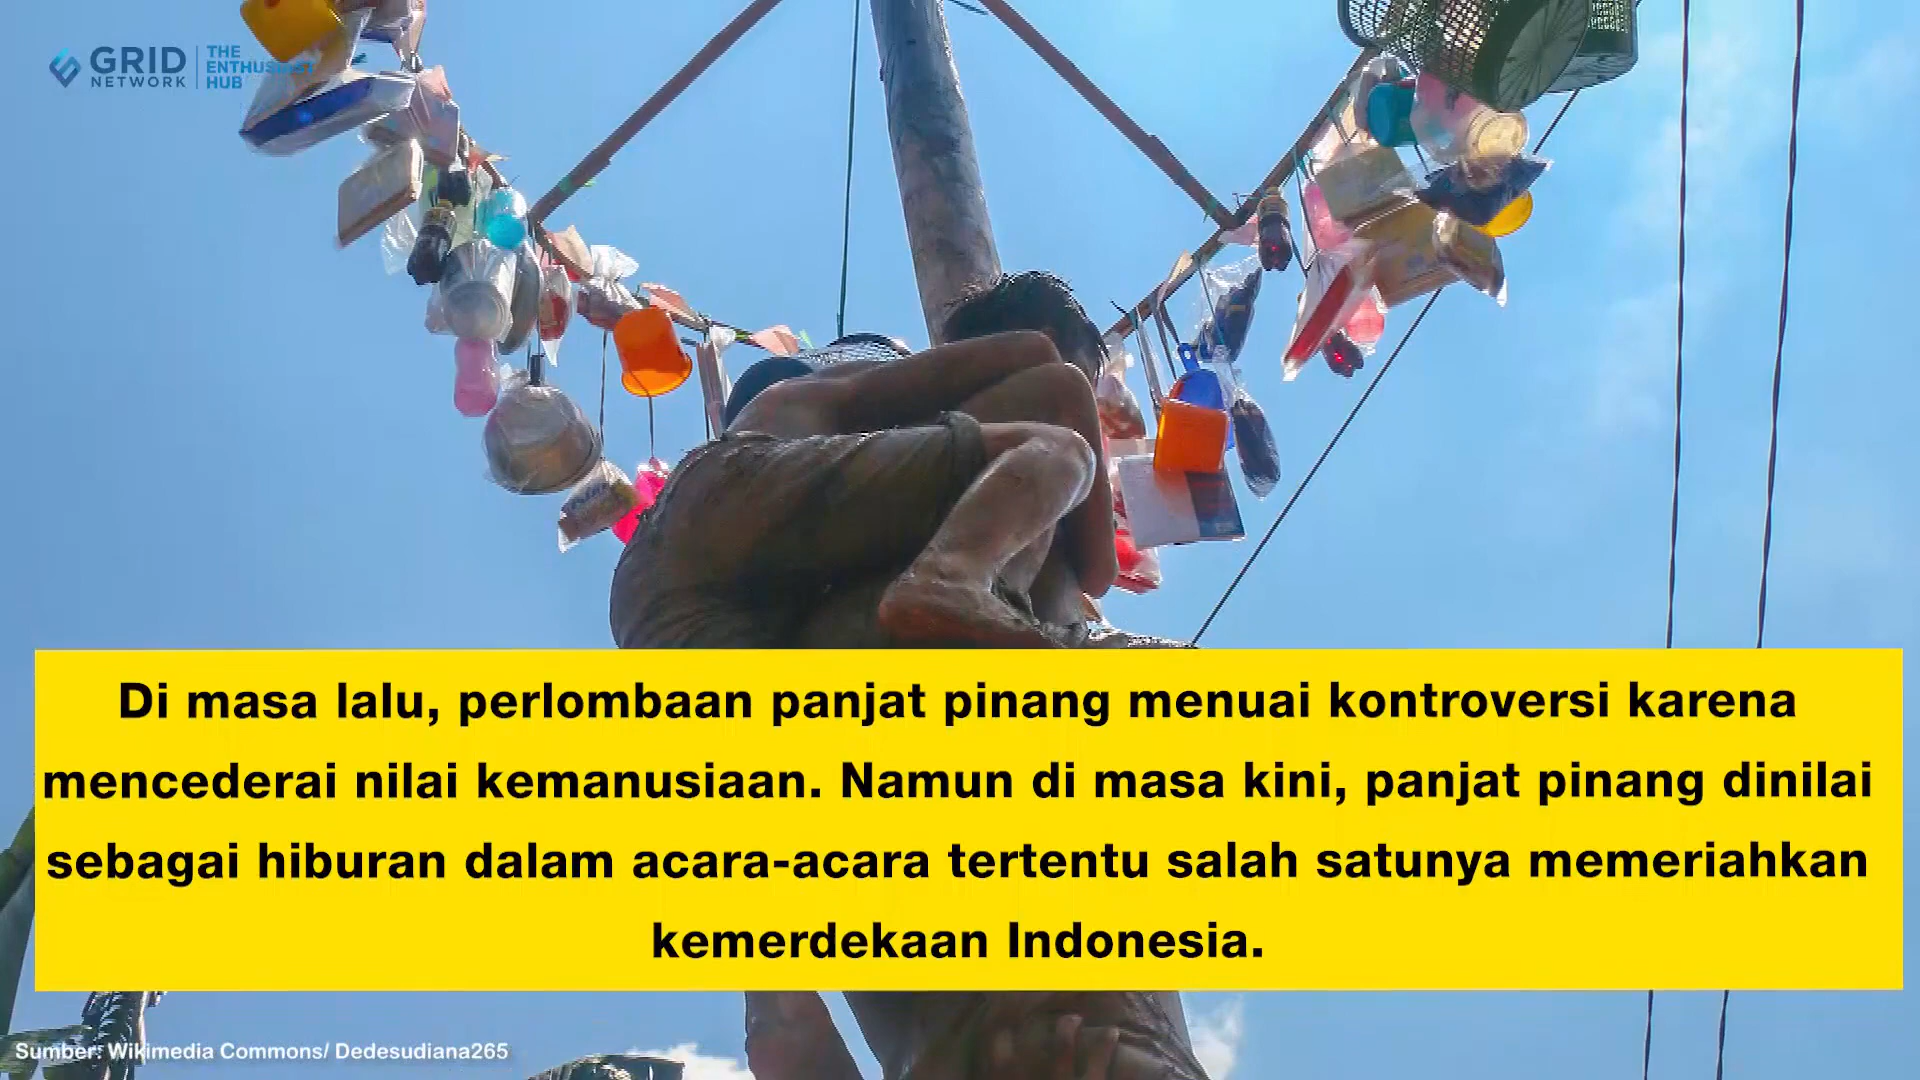 GRID
NETWORK
THE
ENTHUSIAST
HUB
Di masa lalu, perlombaan panjat pinang menuai kontroversi karena
mencederai nilai kemanusiaan. Namun di masa kini, panjat pinang dinilai
sebagai hiburan dalam acara-acara tertentu salah satunya memeriahkan
kemerdekaan Indonesia.
Sumber: Wikimedia Commons/ Dedesudiana265